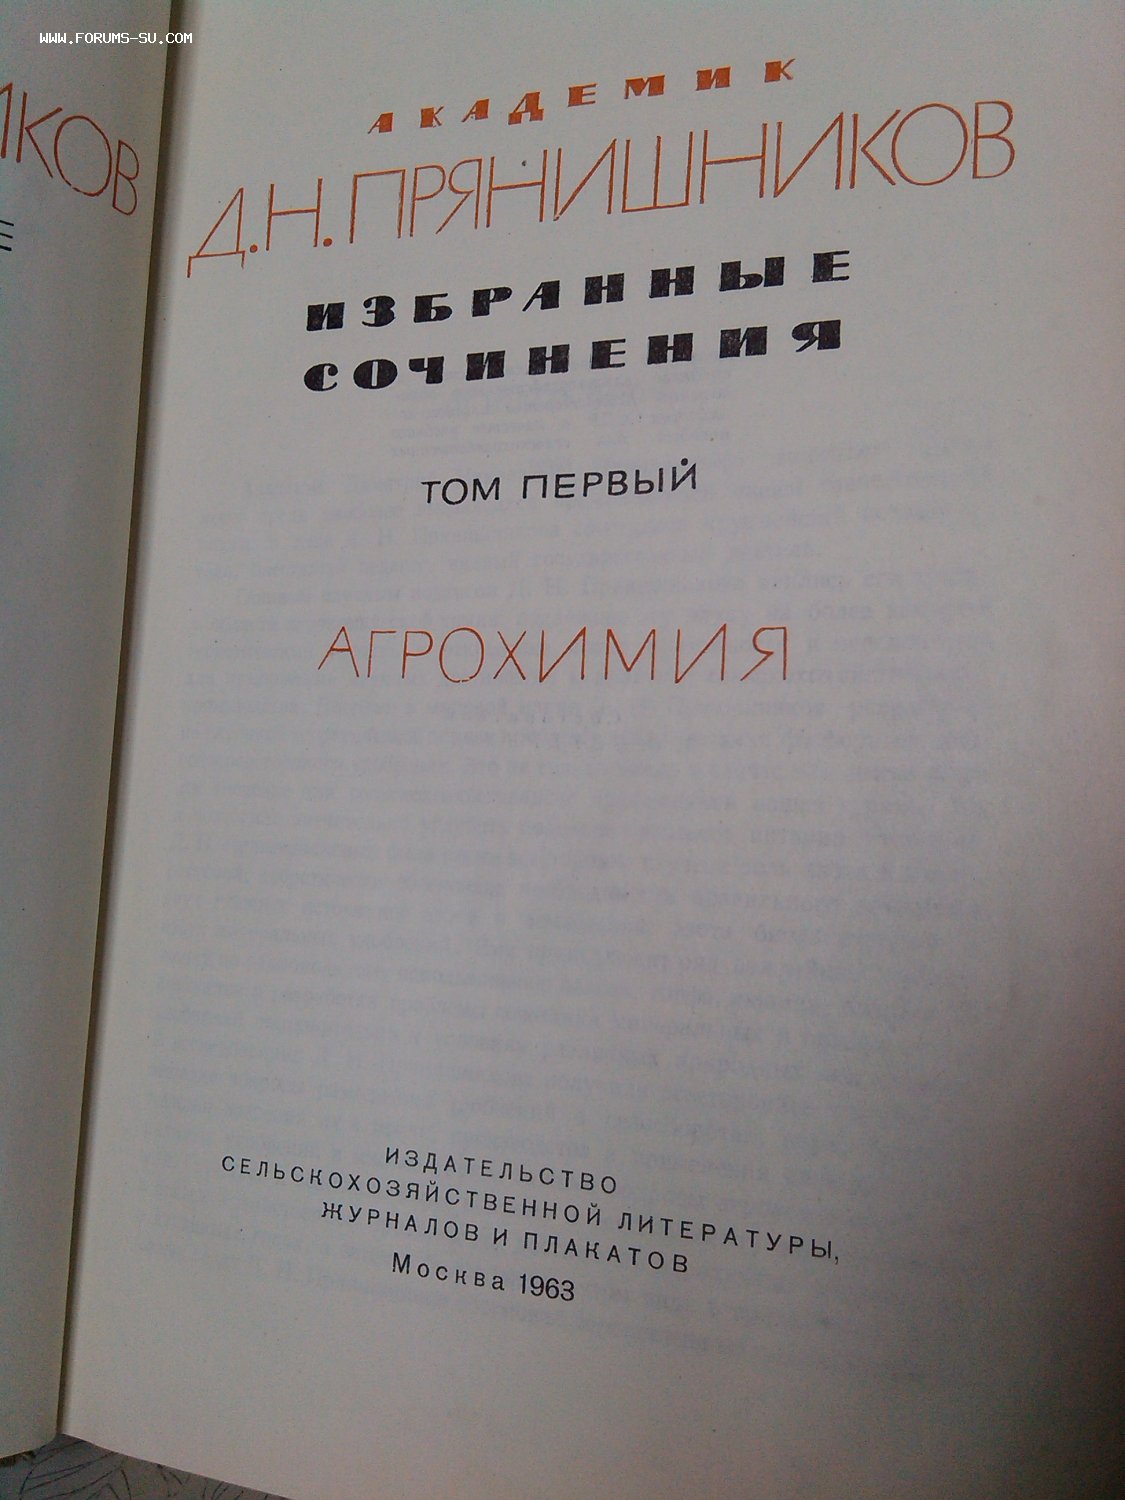 WWW.FORUMS-SU.COM
АКАДЕМИК
Д.Н.ПРЯНИШНИКОВ
ИЗБРАННЫЕ
СОЧИНЕНИЯ
ТОМ ПЕРВЫЙ
АГРОХИМИЯ
ИЗДАТЕЛЬСТВО
СЕЛЬСКОХОЗЯЙСТВЕННОЙ ЛИТЕРАТУРЫ,
ЖУРНАЛОВ И ПЛАКАТОВ
Москва 1963